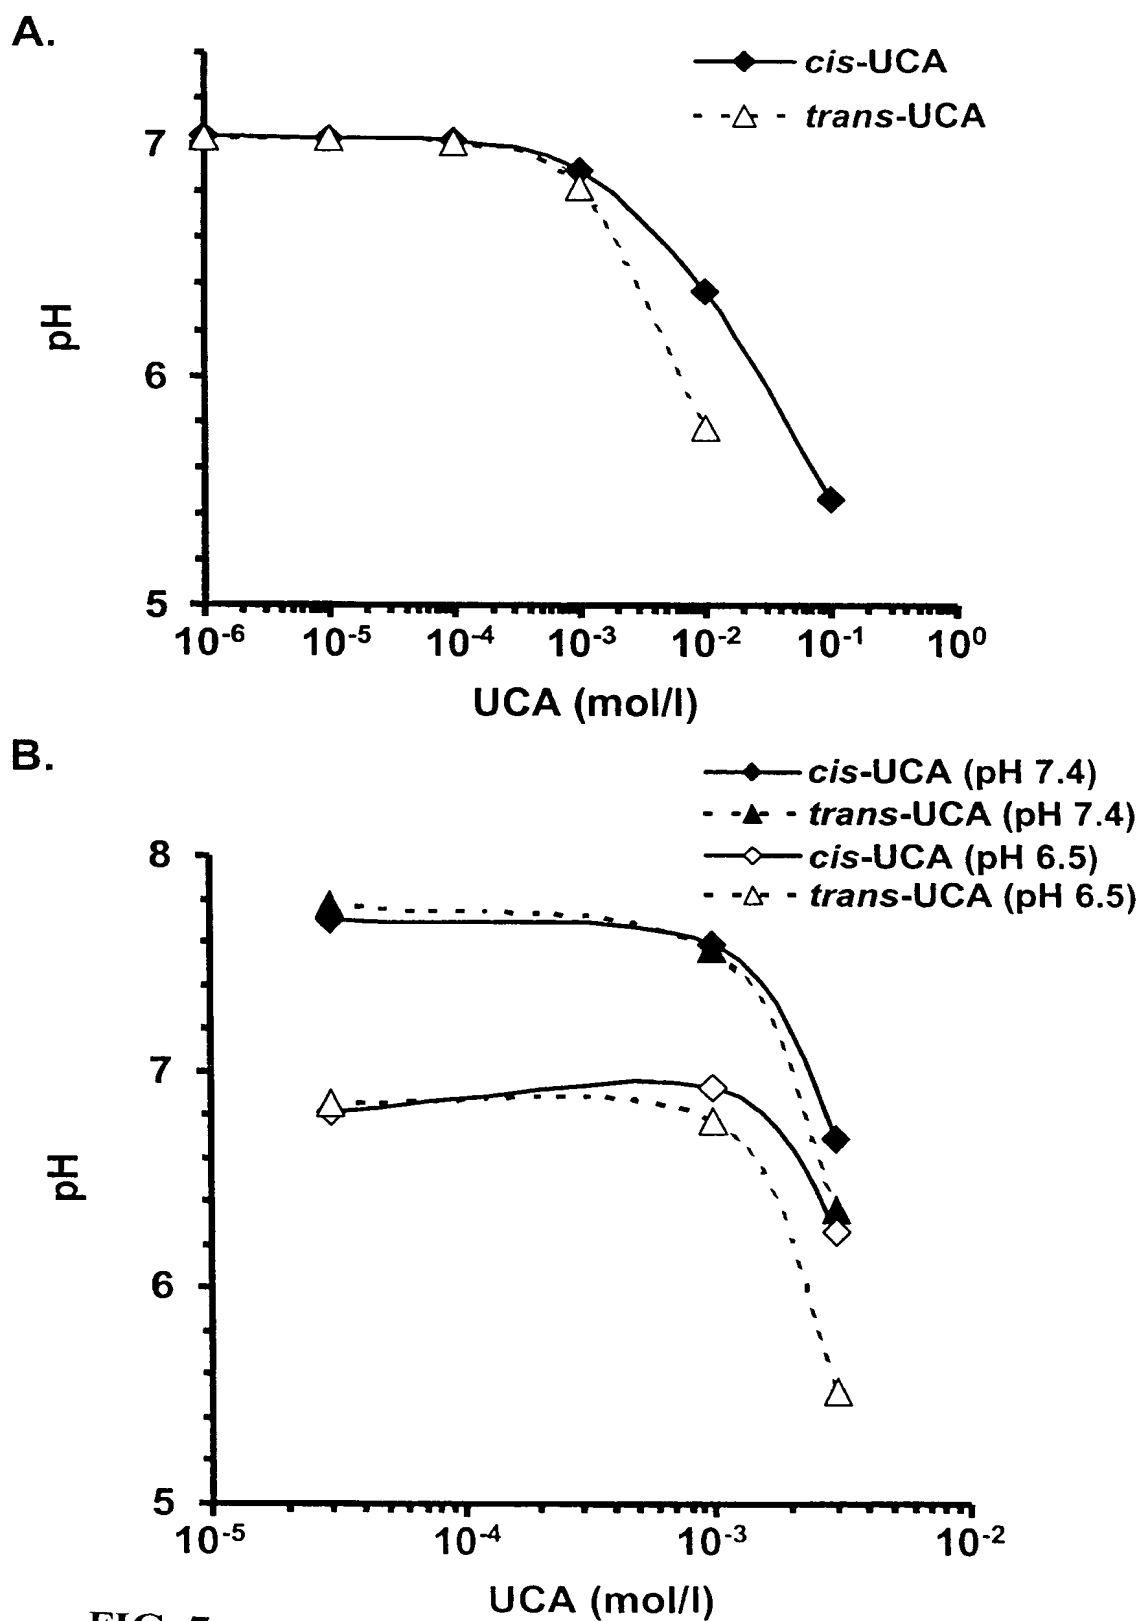 A.
cis-UCA
trans-UCA
7
6
5
pH
10⁻⁶ 10⁻⁵ 10⁻⁴ 10⁻³ 10⁻² 10⁻¹ 10⁰
UCA (mol/l)
B.
cis-UCA (pH 7.4)
trans-UCA (pH 7.4)
cis-UCA (pH 6.5)
trans-UCA (pH 6.5)
8
7
6
5
pH
10⁻⁵ 10⁻⁴ 10⁻³ 10⁻²
UCA (mol/l)